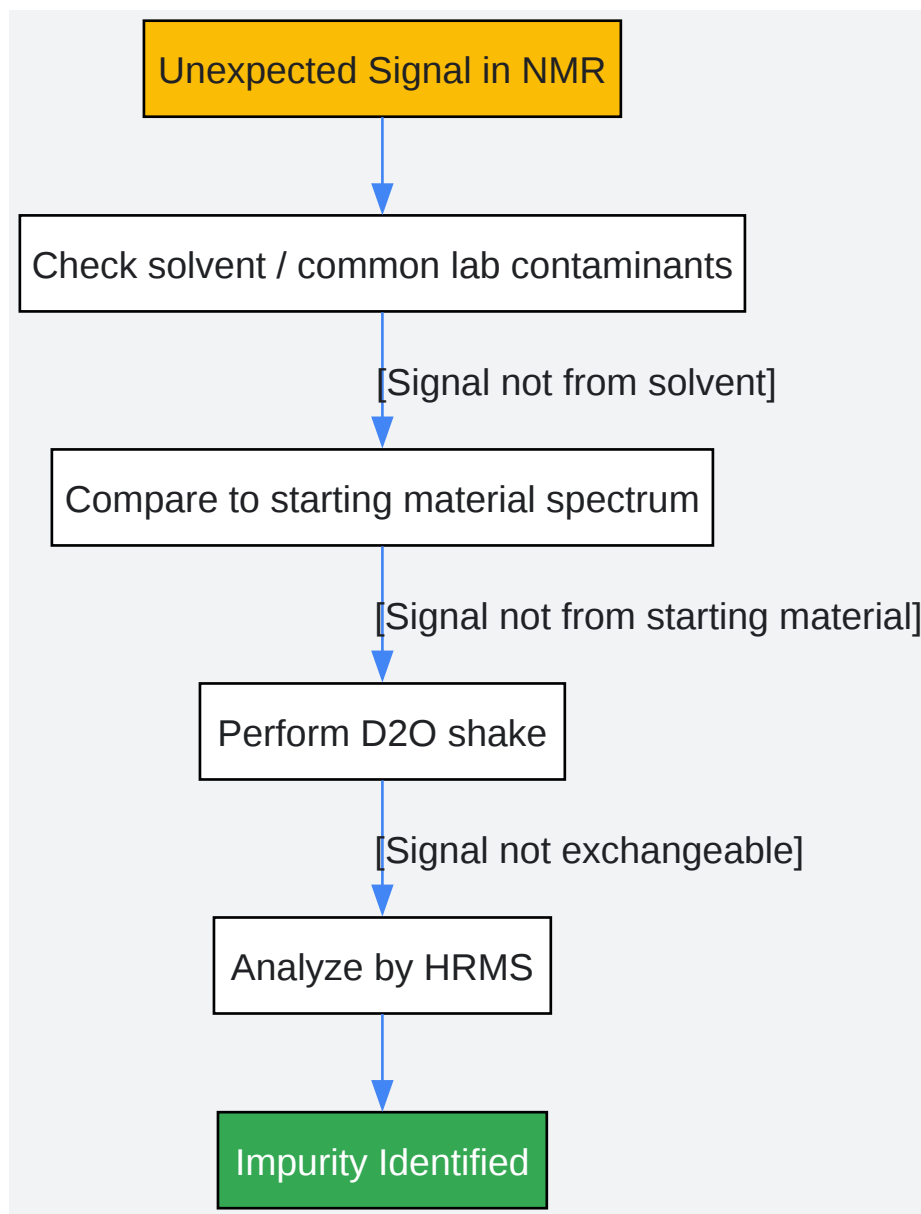 Unexpected Signal in NMR
Check solvent / common lab contaminants
[Signal not from solvent]
Compare to starting material spectrum
[Signal not from starting material]
Perform D2O shake
[Signal not exchangeable]
Analyze by HRMS
Impurity Identified